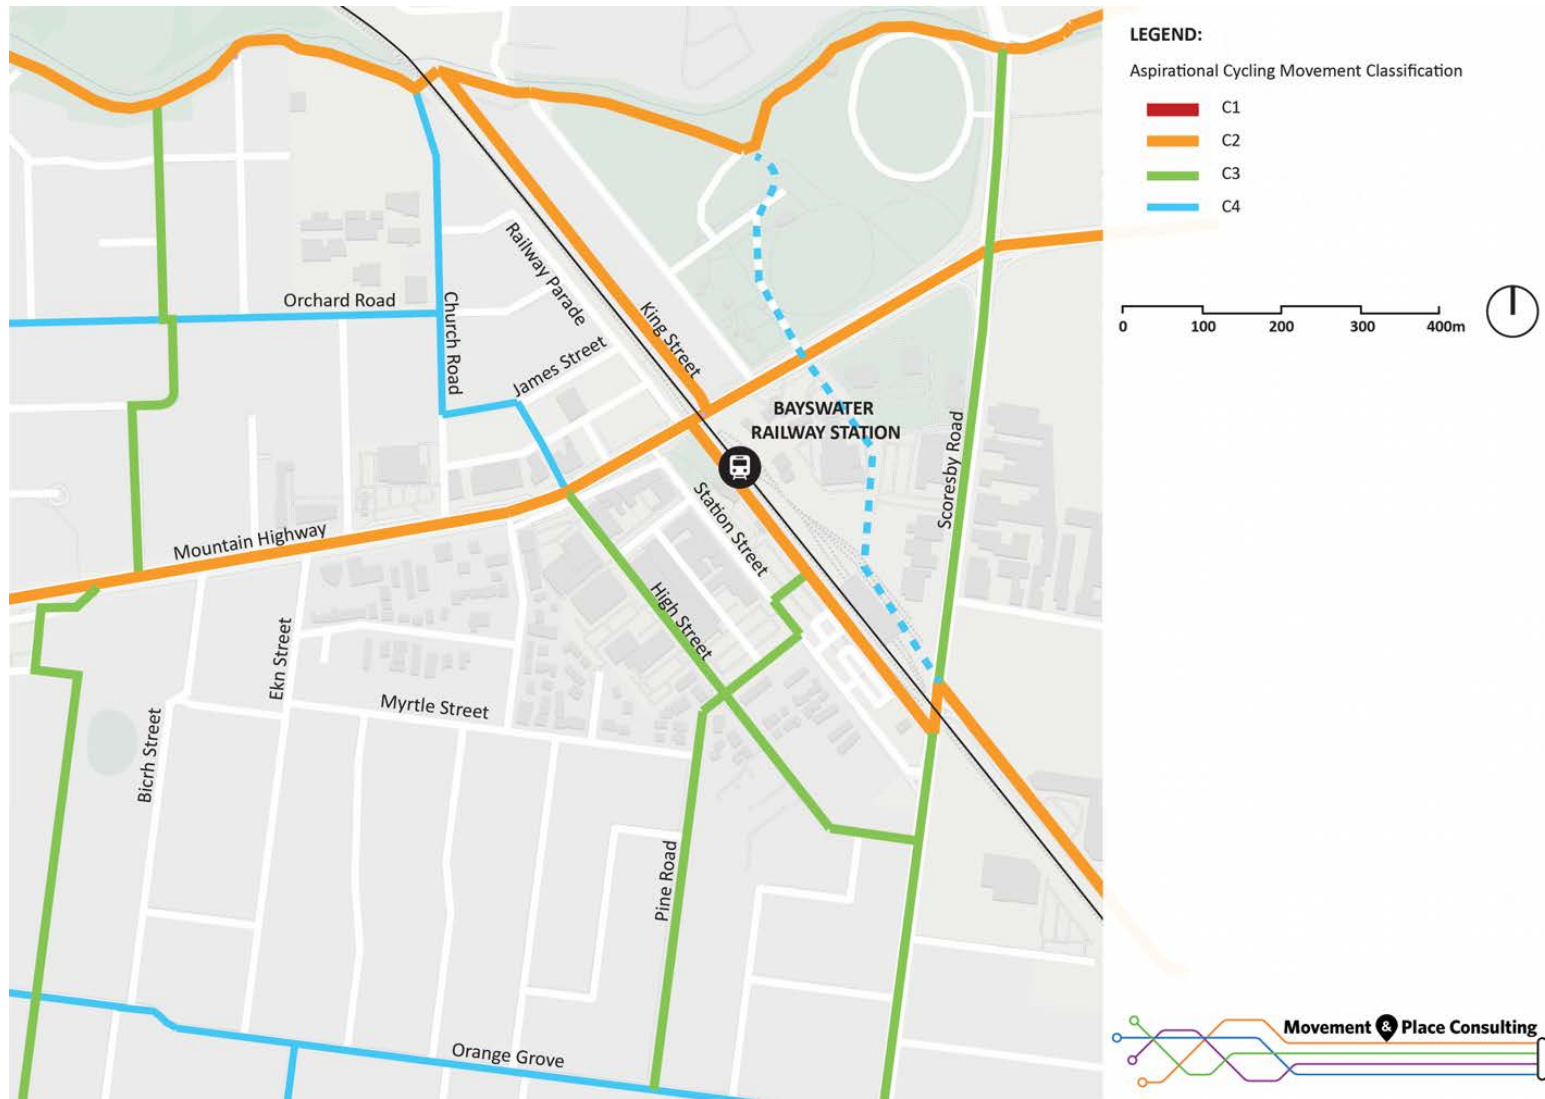 LEGEND:
Aspirational Cycling Movement Classification
C1
C2
C3
C4
0 100 200 300 400m
Railway Parade
Orchard Road
Church Road
King Street
James Street
BAYSWATER
RAILWAY STATION
Scoresby Road
Mountain Highway
Station Street
High Street
Ekn Street
Myrtle Street
Bicrh Street
Pine Road
Orange Grove
Movement & Place Consulting